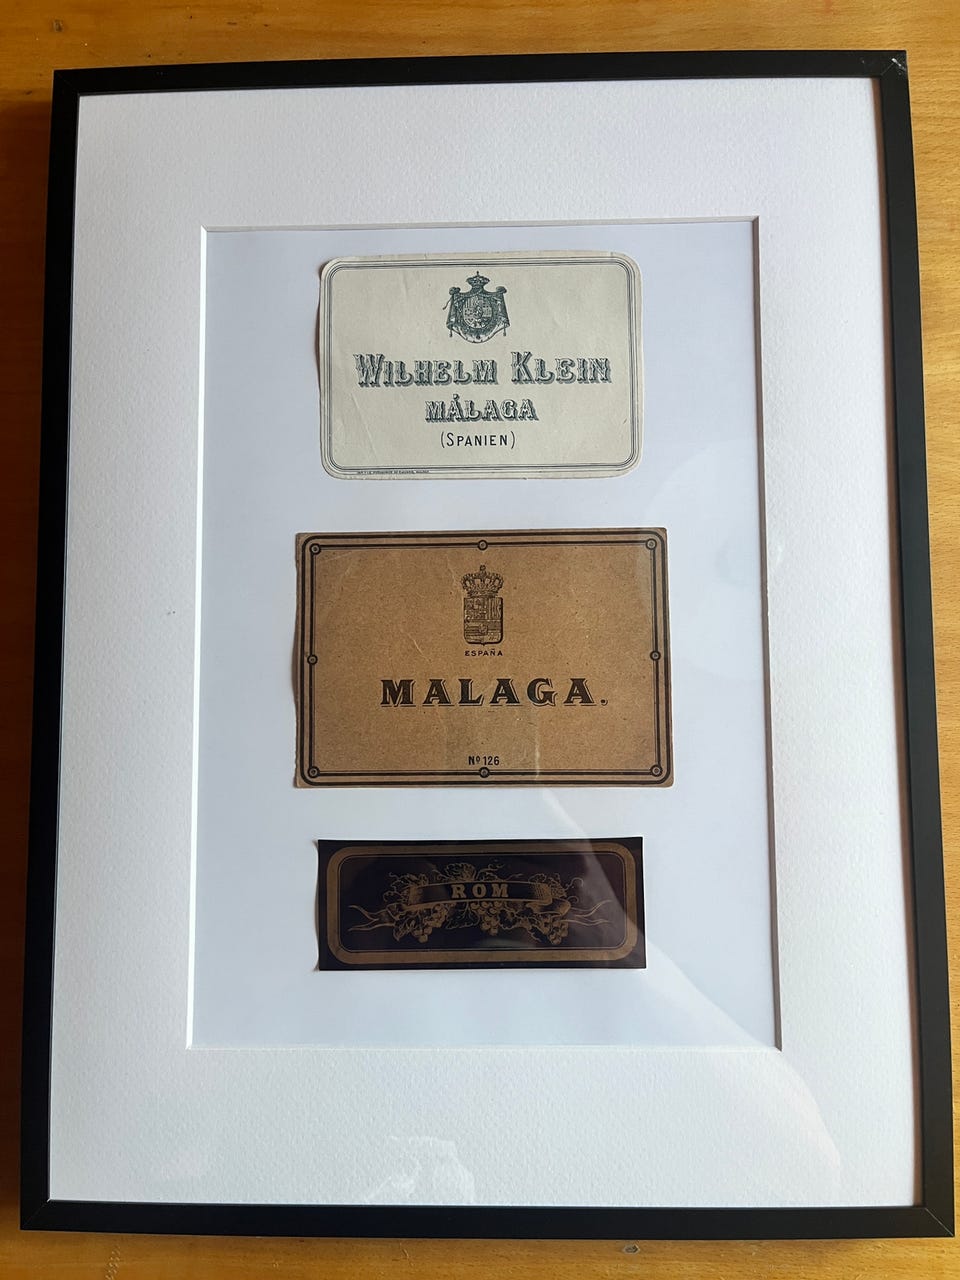 WILHELM KLEIN
MÁLAGA
(SPANIEN)
ESPAÑA
MALAGA.
Nº 126
ROM